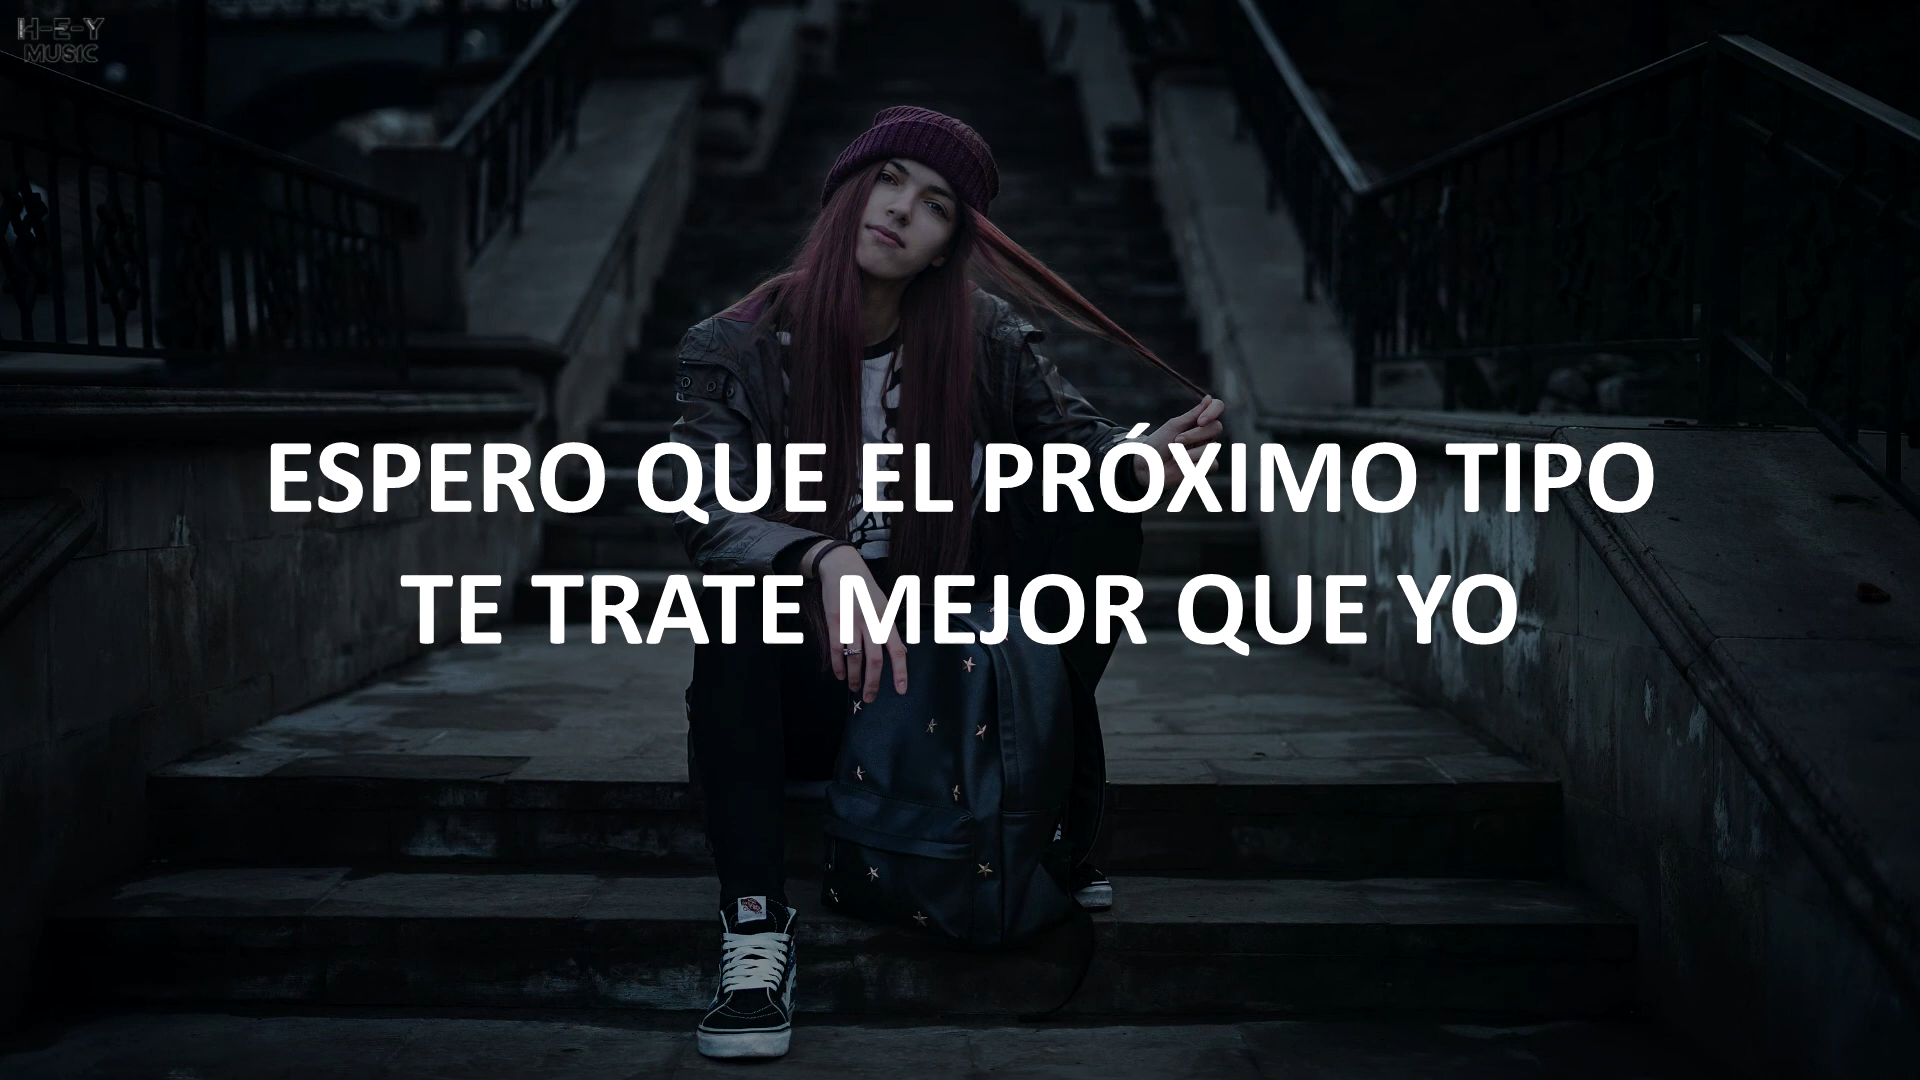 H-E-Y
MUSIC
ESPERO QUE EL PRÓXIMO TIPO
TE TRATE MEJOR QUE YO